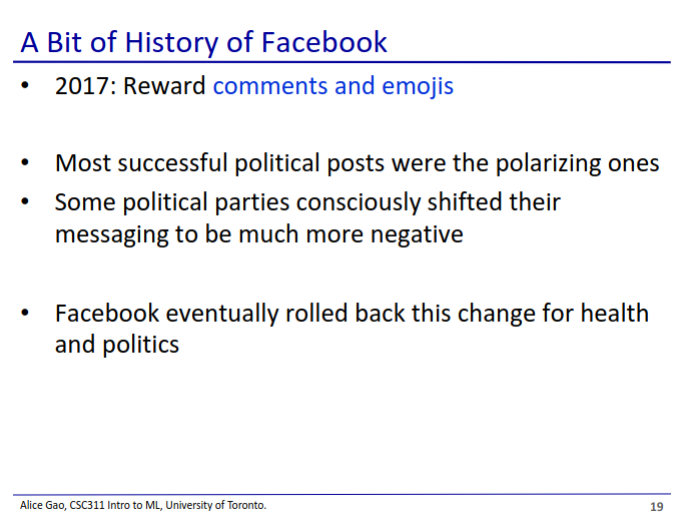 A Bit of History of Facebook
• 2017: Reward comments and emojis
• Most successful political posts were the polarizing ones
• Some political parties consciously shifted their
messaging to be much more negative
• Facebook eventually rolled back this change for health
and politics
Alice Gao, CSC311 Intro to ML, University of Toronto.
19